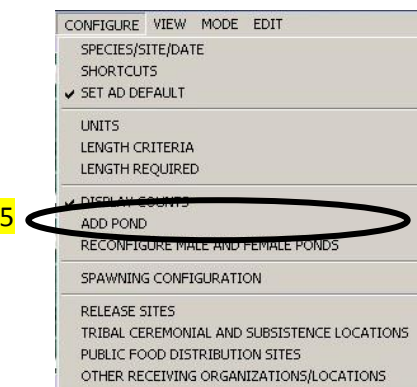 CONFIGURE VIEW MODE EDIT
SPECIES/SITE/DATE
SHORTCUTS
SET AD DEFAULT
UNITS
LENGTH CRITERIA
LENGTH REQUIRED
DISPLAY COUNTS
5 ADD POND
RECONFIGURE MALE AND FEMALE PONDS
SPAWNING CONFIGURATION
RELEASE SITES
TRIBAL CEREMONIAL AND SUBSISTENCE LOCATIONS
PUBLIC FOOD DISTRIBUTION SITES
OTHER RECEIVING ORGANIZATIONS/LOCATIONS